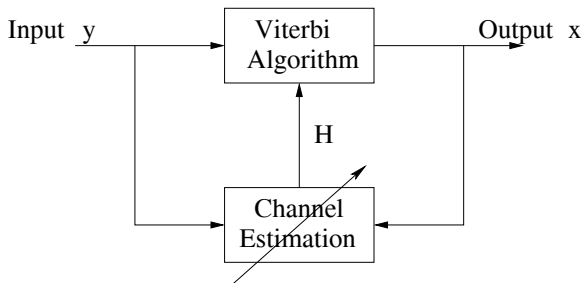 Input y
Viterbi
Algorithm
Output x
H
Channel
Estimation